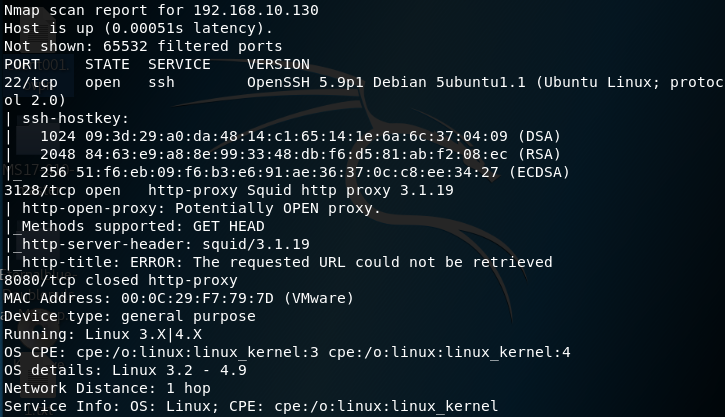 Nmap scan report for 192.168.10.130
Host is up (0.00051s latency).
Not shown: 65532 filtered ports
PORT     STATE  SERVICE    VERSION
22/tcp   open   ssh        OpenSSH 5.9p1 Debian 5ubuntu1.1 (Ubuntu Linux; protoc
ol 2.0)
| ssh-hostkey:
|   1024 09:3d:29:a0:da:48:14:c1:65:14:1e:6a:6c:37:04:09 (DSA)
|   2048 84:63:e9:a8:8e:99:33:48:db:f6:d5:81:ab:f2:08:ec (RSA)
|_  256 51:f6:eb:09:f6:b3:e6:91:ae:36:37:0c:c8:ee:34:27 (ECDSA)
3128/tcp open   http-proxy Squid http proxy 3.1.19
| http-open-proxy: Potentially OPEN proxy.
|_Methods supported: GET HEAD
|_http-server-header: squid/3.1.19
|_http-title: ERROR: The requested URL could not be retrieved
8080/tcp closed http-proxy
MAC Address: 00:0C:29:F7:79:7D (VMware)
Device type: general purpose
Running: Linux 3.X|4.X
OS CPE: cpe:/o:linux:linux_kernel:3 cpe:/o:linux:linux_kernel:4
OS details: Linux 3.2 - 4.9
Network Distance: 1 hop
Service Info: OS: Linux; CPE: cpe:/o:linux:linux_kernel